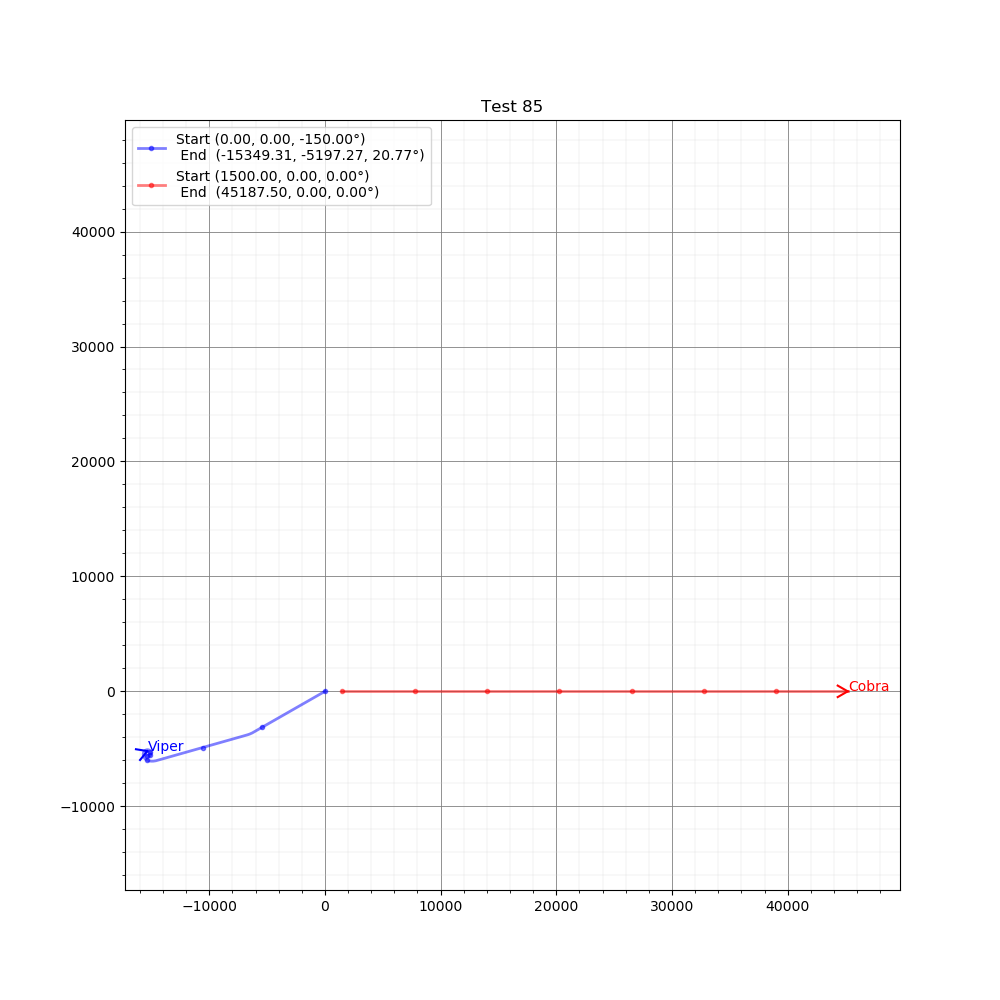 Test 85
Start (0.00, 0.00, -150.00°)
End (-15349.31, -5197.27, 20.77°)
Start (1500.00, 0.00, 0.00°)
End (45187.50, 0.00, 0.00°)
40000
30000
20000
10000
0
−10000
Cobra
Viper
−10000
0
10000
20000
30000
40000